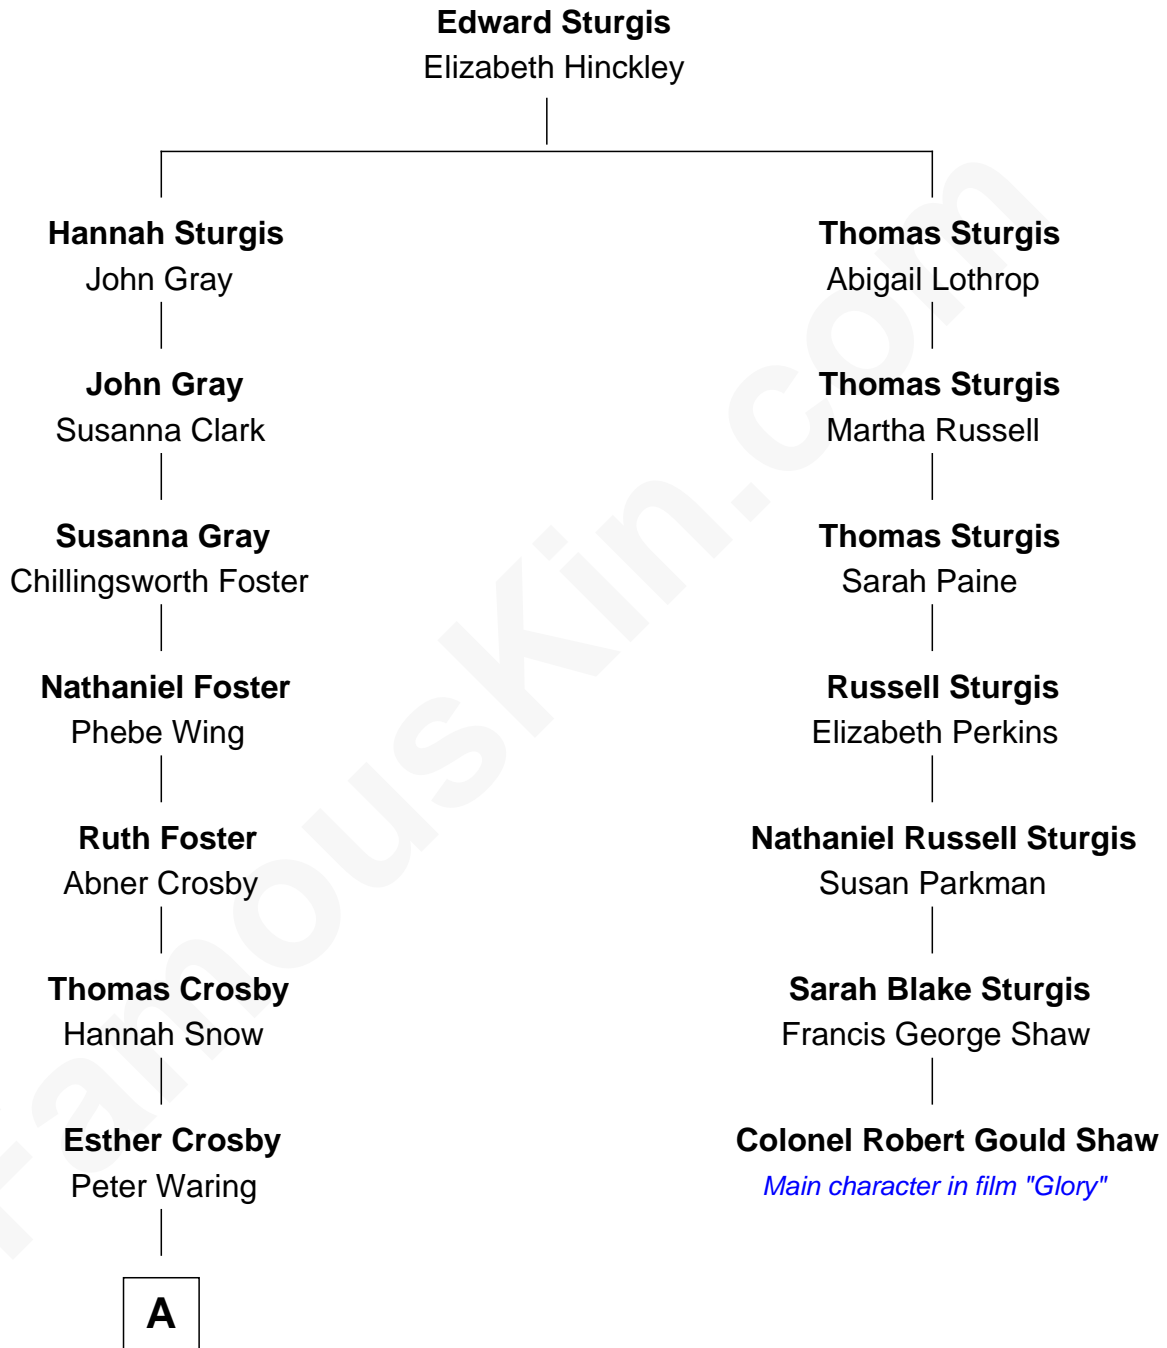 Edward Sturgis
Elizabeth Hinckley
Hannah Sturgis
John Gray
John Gray
Susanna Clark
Susanna Gray
Chillingsworth Foster
Nathaniel Foster
Phebe Wing
Ruth Foster
Abner Crosby
Thomas Crosby
Hannah Snow
Esther Crosby
Peter Waring
A
Thomas Sturgis
Abigail Lothrop
Thomas Sturgis
Martha Russell
Thomas Sturgis
Sarah Paine
Russell Sturgis
Elizabeth Perkins
Nathaniel Russell Sturgis
Susan Parkman
Sarah Blake Sturgis
Francis George Shaw
Colonel Robert Gould Shaw
Main character in film "Glory"
FamousKin.com